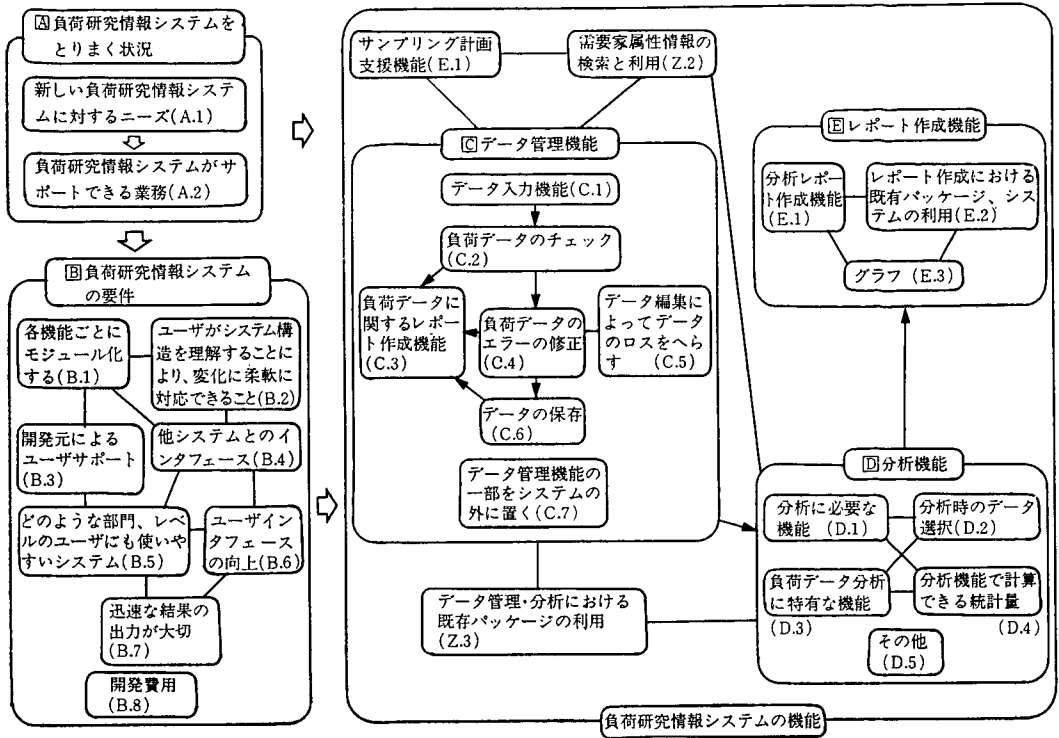 🄰負荷研究情報システムを
とりまく状況
新しい負荷研究情報システ
ムに対するニーズ(A.1)
負荷研究情報システムがサ
ポートできる業務(A.2)
🄱負荷研究情報システム
の要件
各機能ごとに
モジュール化
する(B.1)
ユーザがシステム構
造を理解することに
より、変化に柔軟に
対応できること(B.2)
開発元による
ユーザサポート
(B.3)
他システムとのイ
ンタフェース(B.4)
どのような部門、レベ
ルのユーザにも使いや
すいシステム(B.5)
ユーザイン
タフェース
の向上(B.6)
迅速な結果の
出力が大切
(B.7)
開発費用
(B.8)
サンプリング計画
支援機能(E.1)
需要家属性情報の
検索と利用(Z.2)
🄲データ管理機能
データ入力機能(C.1)
負荷データのチェック
(C.2)
負荷データに
関するレポー
ト作成機能
(C.3)
負荷データの
エラーの修正
(C.4)
データ編集に
よってデータ
のロスをへら
す (C.5)
データの保存
(C.6)
データ管理機能の
一部をシステムの
外に置く(C.7)
データ管理・分析における
既存パッケージの利用
(Z.3)
🄴レポート作成機能
分析レポー
ト作成機能
(E.1)
レポート作成における
既有パッケージ、シス
テムの利用(E.2)
グラフ(E.3)
🄳分析機能
分析に必要な
機能 (D.1)
分析時のデータ
選択(D.2)
負荷データ分析
に特有な機能
(D.3)
分析機能で計算
できる統計量
(D.4)
その他
(D.5)
負荷研究情報システムの機能